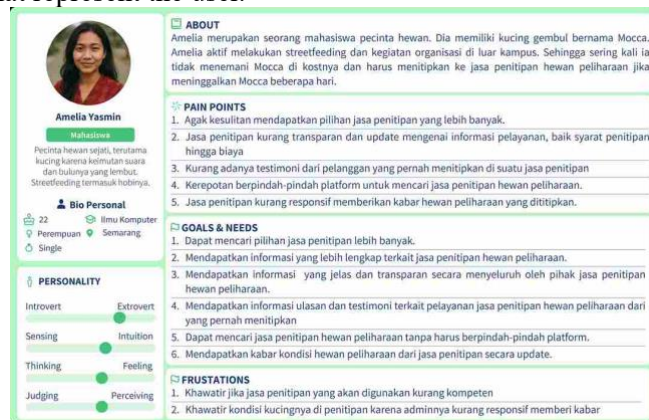 at represent the user.
Amelia Yasmin
Mahasiswa
Pecinta hewan sejati, terutama
kucing karena keimutan suara
dan bulunya yang lembut.
Streetfeeding termasuk hobinya.
Bio Personal
22
Ilmu Komputer
Perempuan
Semarang
Single
PERSONALITY
Introvert Extrovert
Sensing Intuition
Thinking Feeling
Judging Perceiving
ABOUT
Amelia merupakan seorang mahasiswa pecinta hewan. Dia memiliki kucing gembul bernama Mocca.
Amelia aktif melakukan streetfeeding dan kegiatan organisasi di luar kampus. Sehingga sering kali ia
tidak menemani Mocca di kostnya dan harus menitipkan ke jasa penitipan hewan peliharaan jika
meninggalkan Mocca beberapa hari.
PAIN POINTS
1. Agak kesulitan mendapatkan pilihan jasa penitipan yang lebih banyak.
2. Jasa penitipan kurang transparan dan update mengenai informasi pelayanan, baik syarat penitipan
hingga biaya
3. Kurang adanya testimoni dari pelanggan yang pernah menitipkan di suatu jasa penitipan
4. Kerepotan berpindah-pindah platform untuk mencari jasa penitipan hewan peliharaan.
5. Jasa penitipan kurang responsif memberikan kabar hewan peliharaan yang dititipkan.
GOALS & NEEDS
1. Dapat mencari pilihan jasa penitipan lebih banyak.
2. Mendapatkan informasi yang lebih lengkap terkait jasa penitipan hewan peliharaan.
3. Mendapatkan informasi yang jelas dan transparan secara menyeluruh oleh pihak jasa penitipan
hewan peliharaan.
4. Mendapatkan informasi ulasan dan testimoni terkait pelayanan jasa penitipan hewan peliharaan dari
yang pernah menitipkan
5. Dapat mencari jasa penitipan hewan peliharaan tanpa harus berpindah-pindah platform.
6. Mendapatkan kabar kondisi hewan peliharaan dari jasa penitipan secara update.
FRUSTATIONS
1. Khawatir jika jasa penitipan yang akan digunakan kurang kompeten
2. Khawatir kondisi kucingnya di penitipan karena adminnya kurang responsif memberi kabar